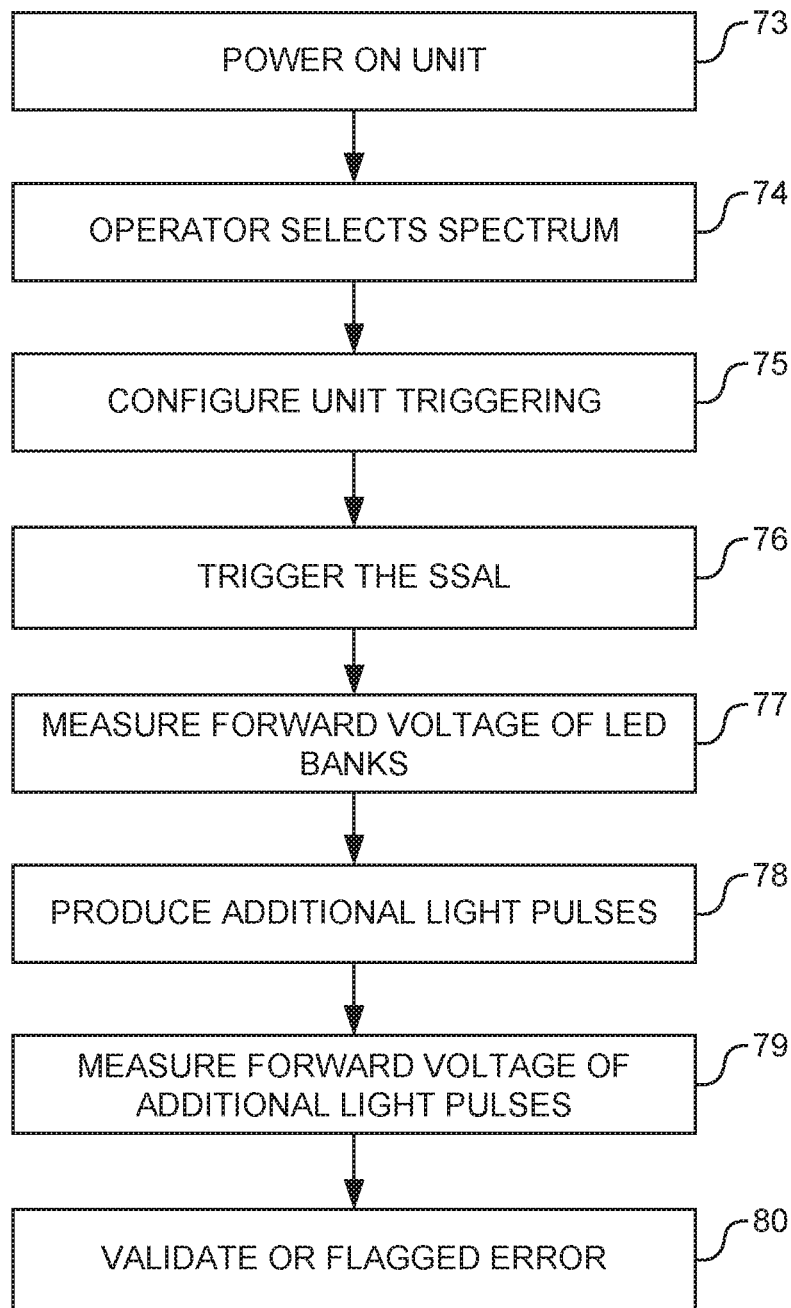 POWER ON UNIT
73
OPERATOR SELECTS SPECTRUM
74
CONFIGURE UNIT TRIGGERING
75
TRIGGER THE SSAL
76
MEASURE FORWARD VOLTAGE OF LED
BANKS
77
PRODUCE ADDITIONAL LIGHT PULSES
78
MEASURE FORWARD VOLTAGE OF
ADDITIONAL LIGHT PULSES
79
VALIDATE OR FLAGGED ERROR
80